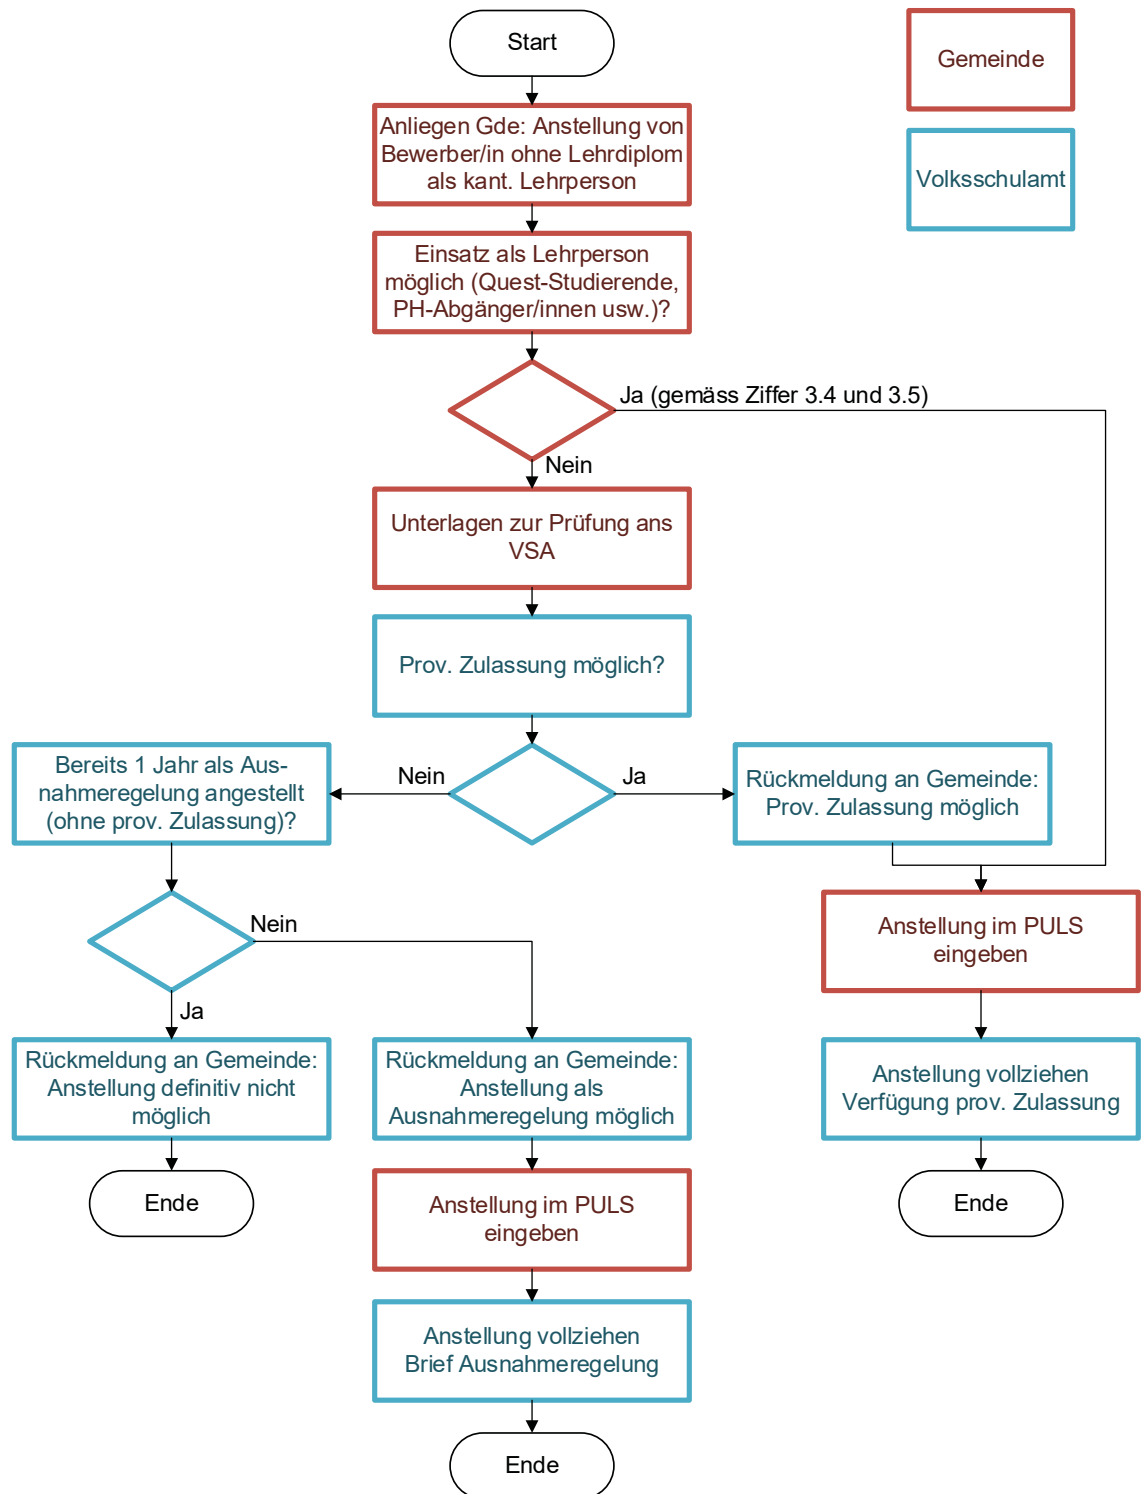 Start
Gemeinde
Anliegen Gde: Anstellung von
Bewerber/in ohne Lehrdiplom
als kant. Lehrperson
Volksschulamt
Einsatz als Lehrperson
möglich (Quest-Studierende,
PH-Abgänger/innen usw.)?
Ja (gemäss Ziffer 3.4 und 3.5)
Nein
Unterlagen zur Prüfung ans
VSA
Prov. Zulassung möglich?
Bereits 1 Jahr als Aus-
nahmeregelung angestellt
(ohne prov. Zulassung)?
Nein
Ja
Rückmeldung an Gemeinde:
Prov. Zulassung möglich
Nein
Ja
Anstellung im PULS
eingeben
Rückmeldung an Gemeinde:
Anstellung definitiv nicht
möglich
Rückmeldung an Gemeinde:
Anstellung als
Ausnahmeregelung möglich
Anstellung vollziehen
Verfügung prov. Zulassung
Ende
Anstellung im PULS
eingeben
Ende
Anstellung vollziehen
Brief Ausnahmeregelung
Ende